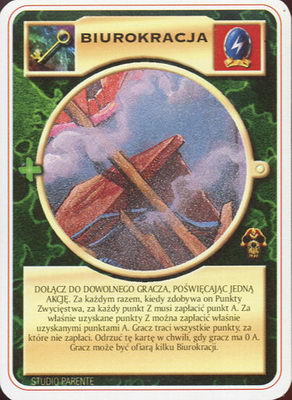 BIUROKRACJA
DOŁĄCZ DO DOWOLNEGO GRACZA, POŚWIĘCAJĄC JEDNĄ
AKCJĘ. Za każdym razem, kiedy zdobywa on Punkty
Zwycięstwa, za każdy punkt Z musi zapłacić punkt A. Za
właśnie uzyskane punkty Z można zapłacić właśnie
uzyskanymi punktami A. Gracz traci wszystkie punkty, za
które nie zapłaci. Odrzuć tę kartę w chwili, gdy gracz ma 0 A.
Gracz może być ofiarą kilku Biurokracji.
STUDIO PARENTE